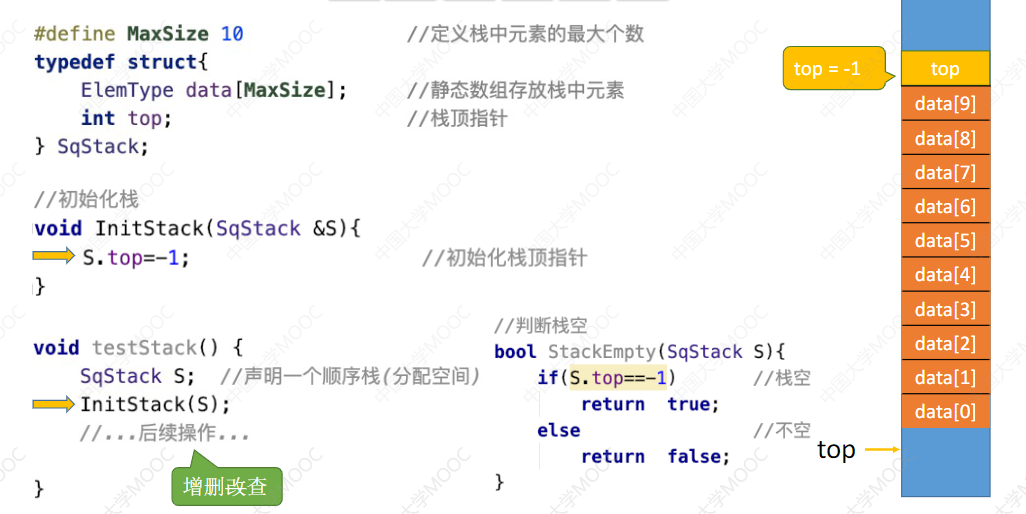 #define MaxSize 10 //定义栈中元素的最大个数
typedef struct{
ElemType data[MaxSize]; //静态数组存放栈中元素
int top; //栈顶指针
} SqStack;
//初始化栈
void InitStack(SqStack &S){
S.top=-1; //初始化栈顶指针
}
void testStack() {
SqStack S; //声明一个顺序栈(分配空间)
InitStack(S);
//...后续操作...
}
增删改查
//判断栈空
bool StackEmpty(SqStack S){
if(S.top==-1) //栈空
return true;
else //不空
return false;
}
top = -1
top
data[9]
data[8]
data[7]
data[6]
data[5]
data[4]
data[3]
data[2]
data[1]
data[0]
top
中国大学MOOC